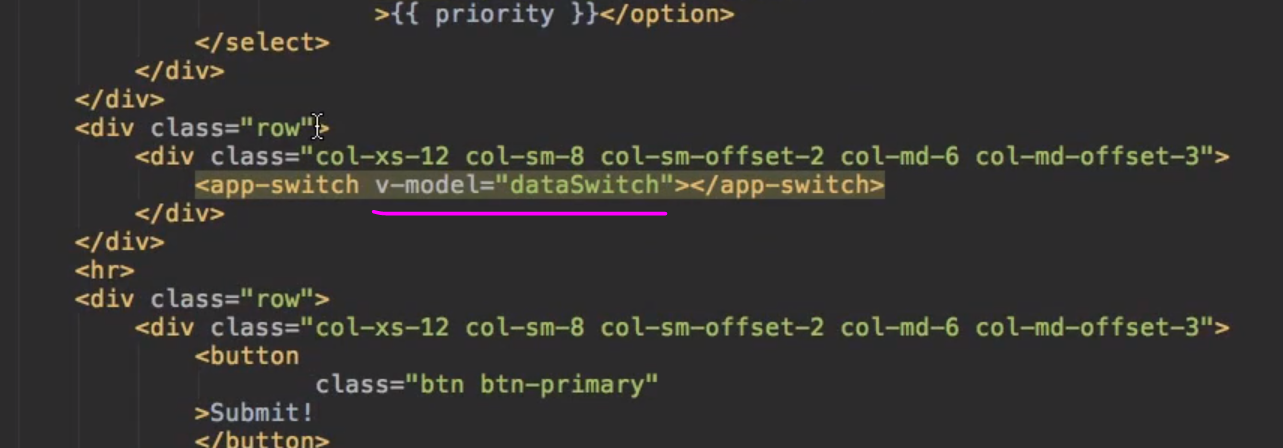 >{{ priority }}</option>
</select>
</div>
</div>
<div class="row">
<div class="col-xs-12 col-sm-8 col-sm-offset-2 col-md-6 col-md-offset-3">
<app-switch v-model="dataSwitch"></app-switch>
</div>
</div>
<hr>
<div class="row">
<div class="col-xs-12 col-sm-8 col-sm-offset-2 col-md-6 col-md-offset-3">
<button
class="btn btn-primary"
>Submit!
</button>